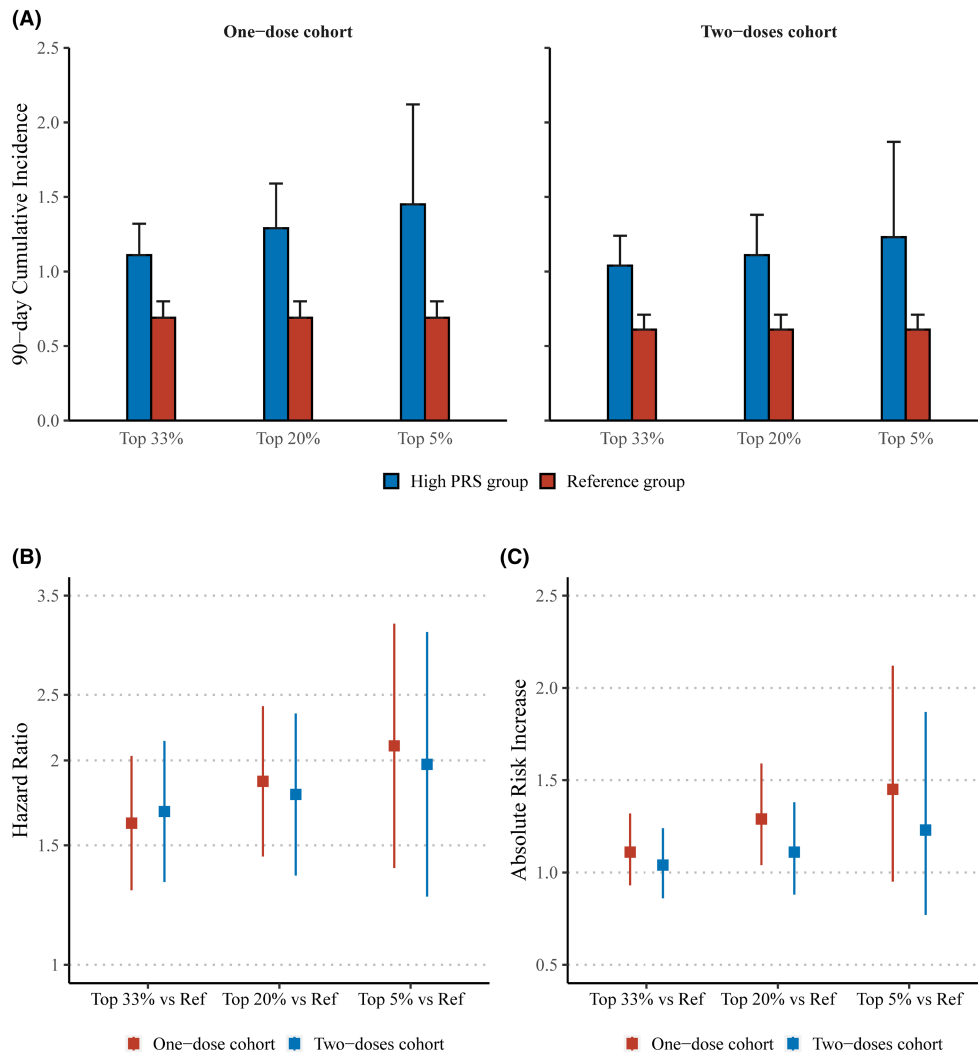 (A)
One−dose cohort
Two−doses cohort
90−day Cumulative Incidence
2.5
2.0
1.5
1.0
0.5
0.0
Top 33%
Top 20%
Top 5%
Top 33%
Top 20%
Top 5%
High PRS group
Reference group
(B)
Hazard Ratio
3.5
2.5
2
1.5
1
Top 33% vs Ref
Top 20% vs Ref
Top 5% vs Ref
One−dose cohort
Two−doses cohort
(C)
Absolute Risk Increase
2.5
2.0
1.5
1.0
0.5
Top 33% vs Ref
Top 20% vs Ref
Top 5% vs Ref
One−dose cohort
Two−doses cohort